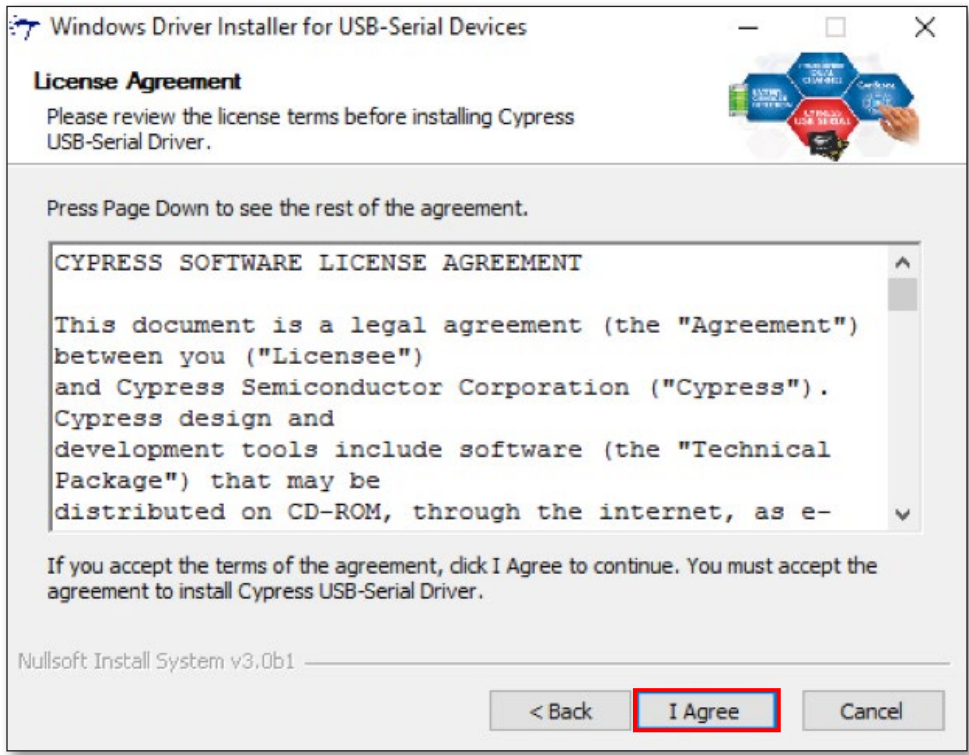 Windows Driver Installer for USB-Serial Devices
License Agreement
Please review the license terms before installing Cypress
USB-Serial Driver.
CYPRESS
USB SERIAL
Press Page Down to see the rest of the agreement.
CYPRESS SOFTWARE LICENSE AGREEMENT
This document is a legal agreement (the "Agreement")
between you ("Licensee")
and Cypress Semiconductor Corporation ("Cypress").
Cypress design and
development tools include software (the "Technical
Package") that may be
distributed on CD-ROM, through the internet, as e-
If you accept the terms of the agreement, click I Agree to continue. You must accept the
agreement to install Cypress USB-Serial Driver.
Nullsoft Install System v3.0b1
< Back
I Agree
Cancel